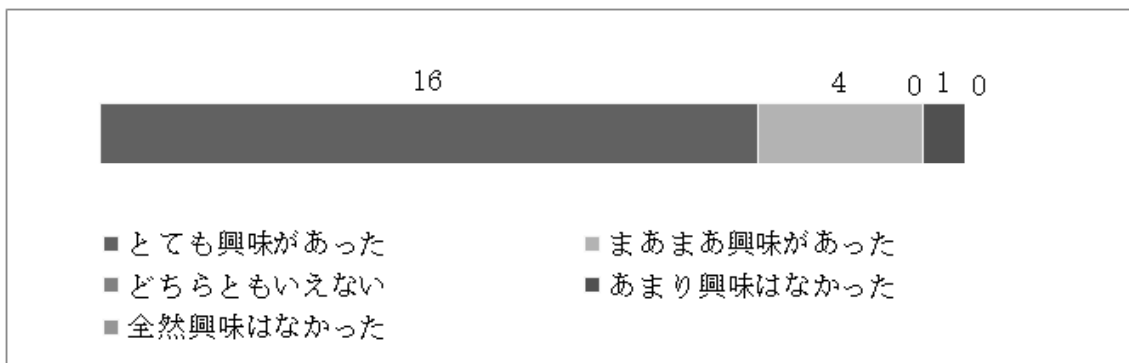 16 4 0 1 0
■とても興味があった ■まあまあ興味があった
■どちらともいえない ■あまり興味はなかった
■全然興味はなかった